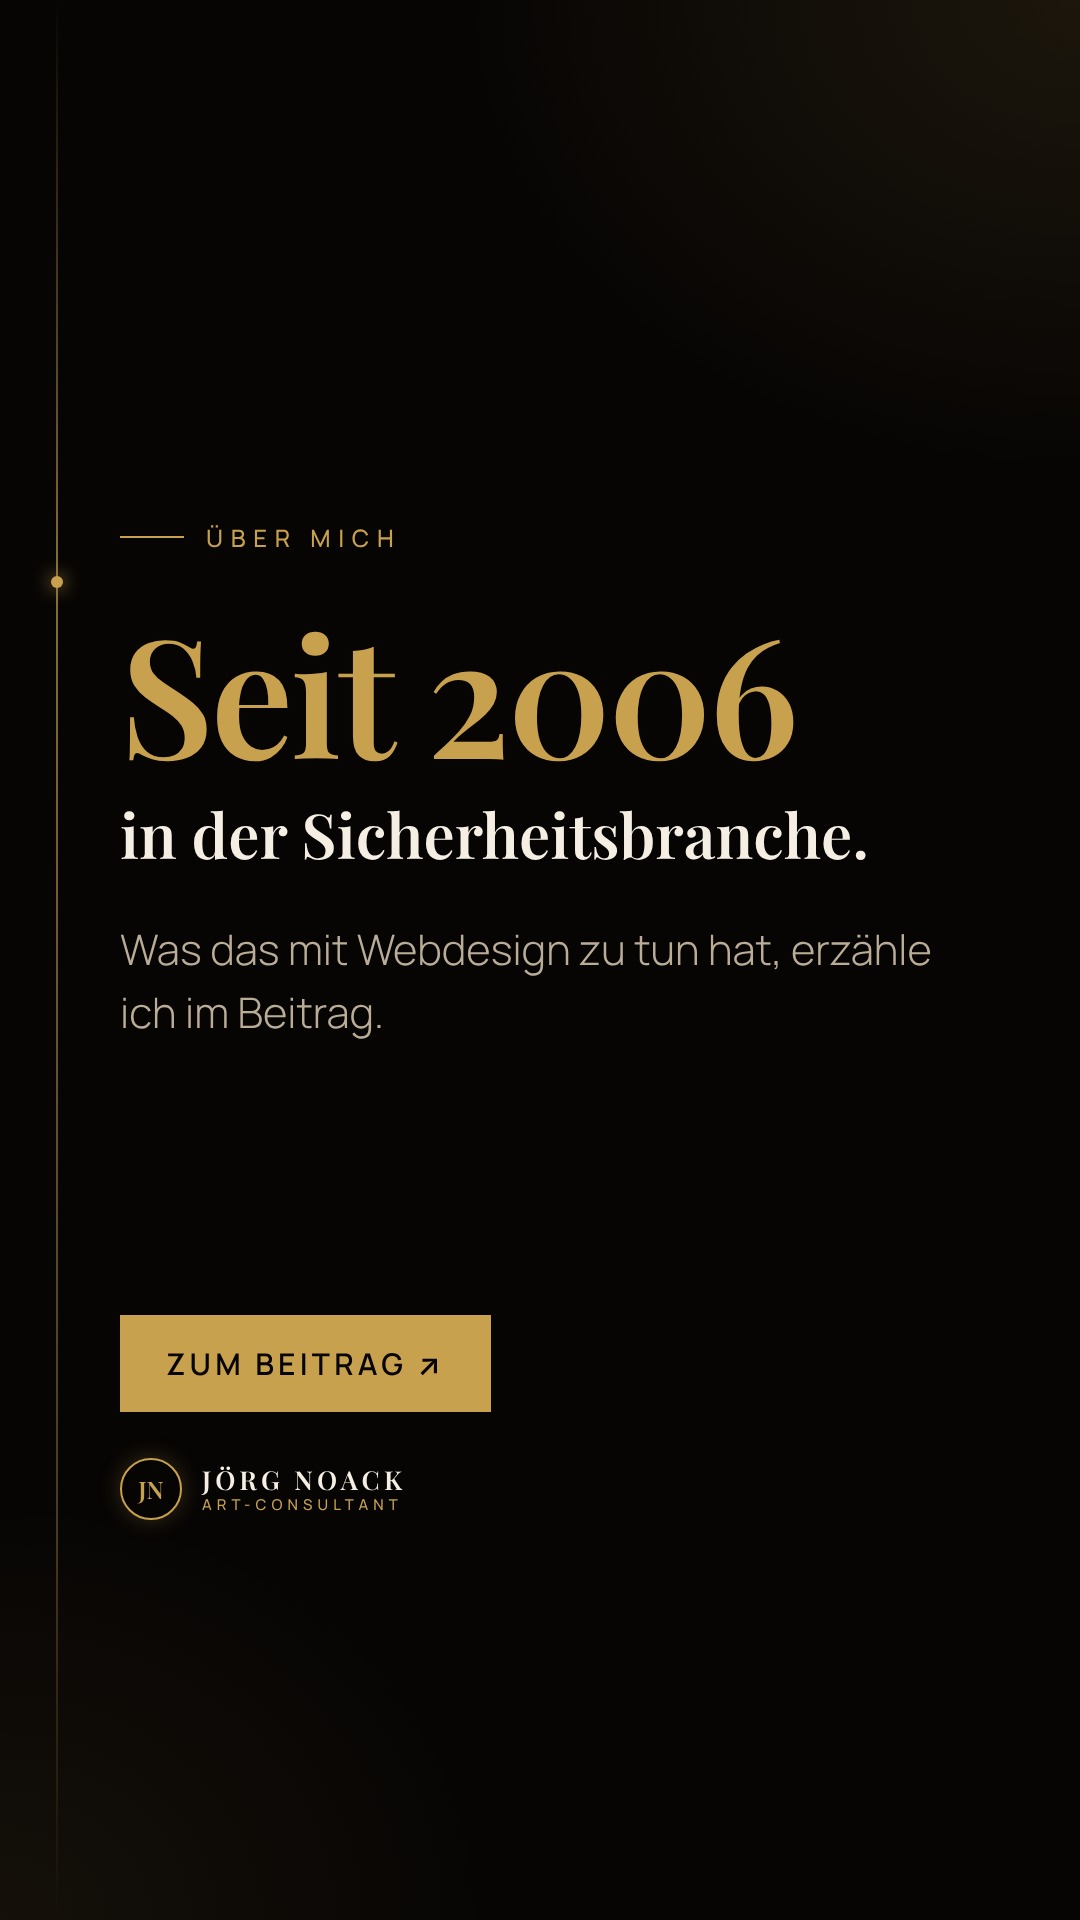 ÜBER MICH
Seit 2006
in der Sicherheitsbranche.
Was das mit Webdesign zu tun hat, erzähle
ich im Beitrag.
ZUM BEITRAG ↗
JN
JÖRG NOACK
ART-CONSULTANT